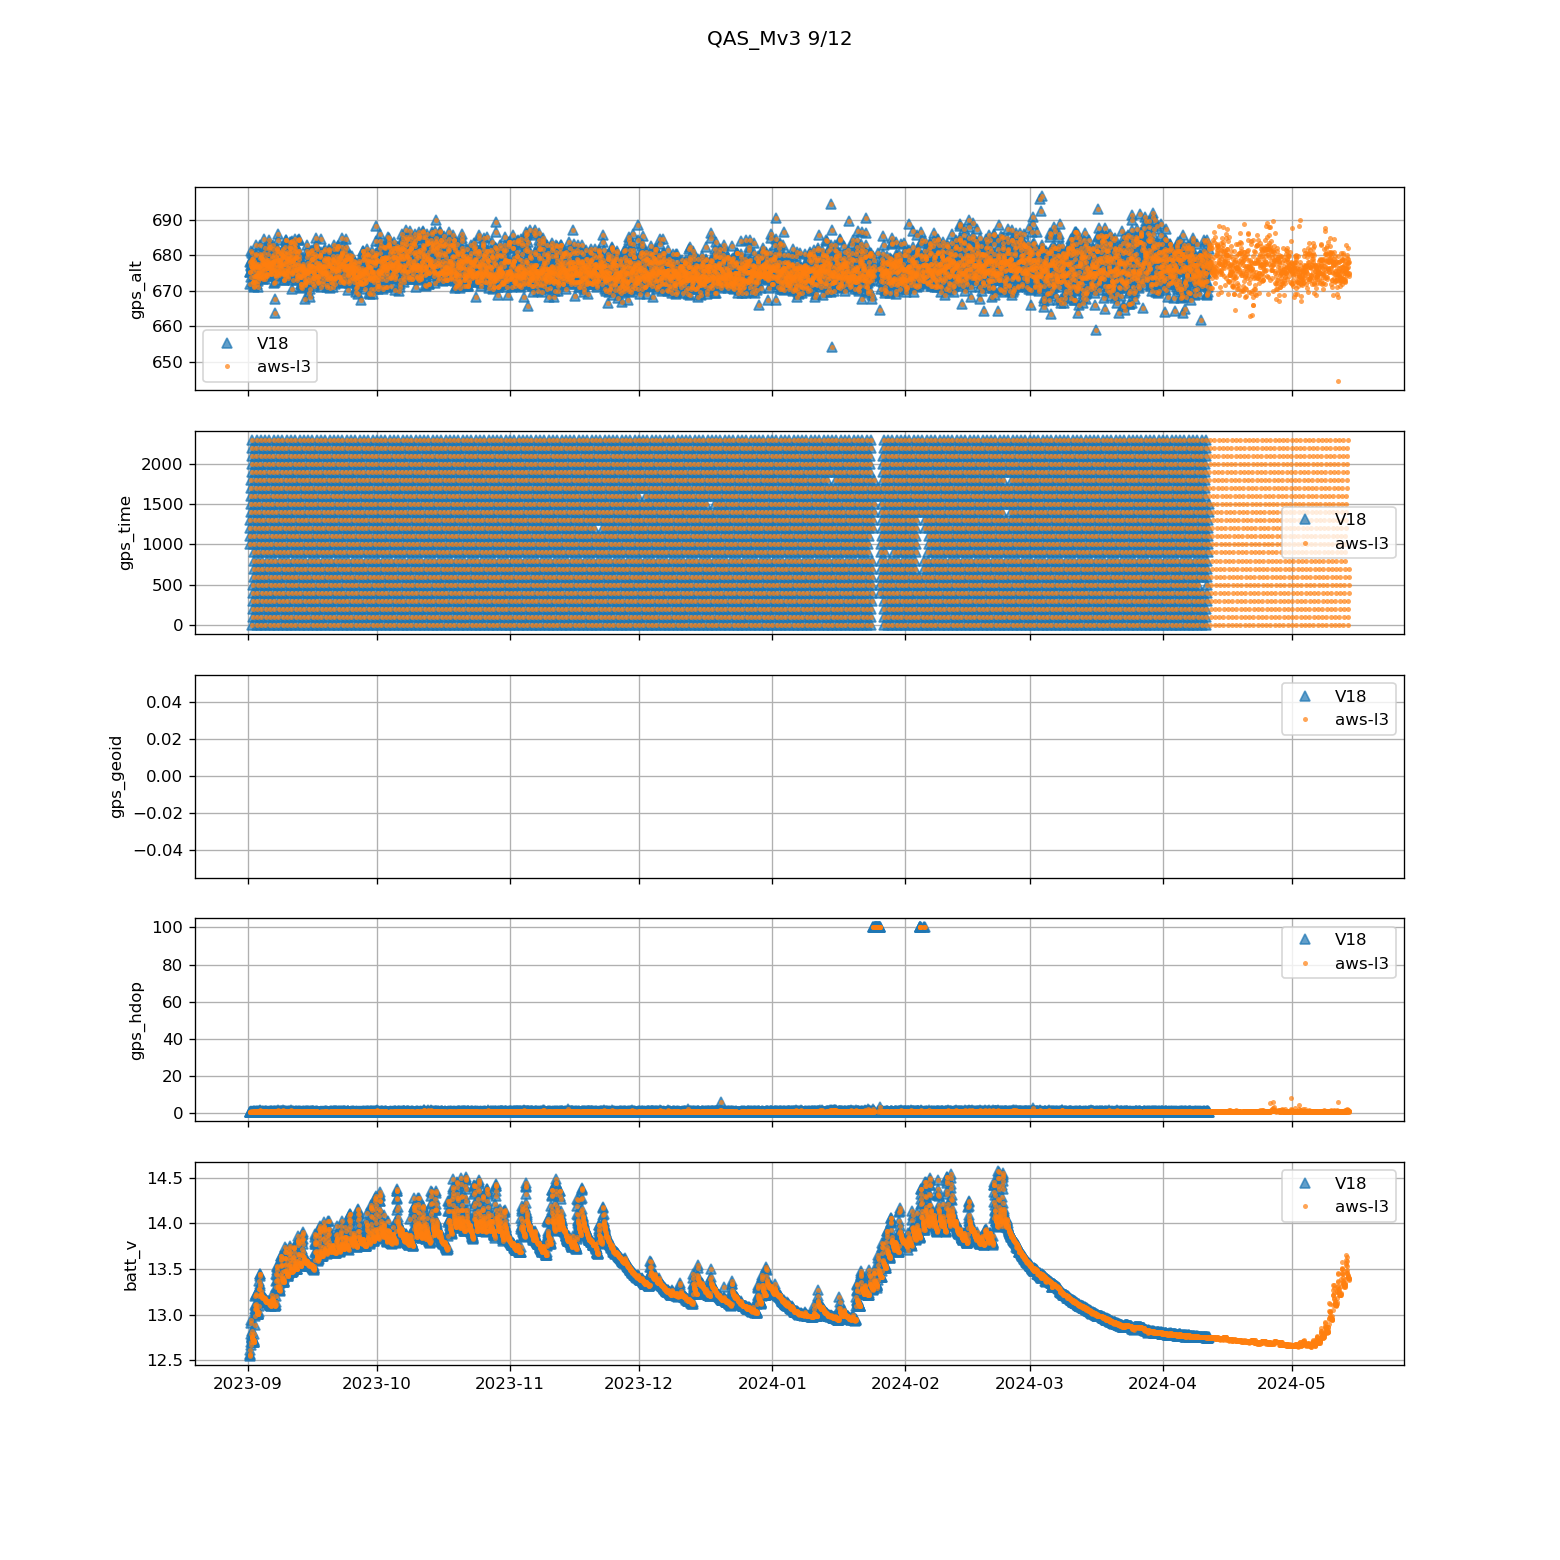 QAS_Mv3 9/12
690
680
670
660
650
gps_alt
V18
aws-l3
2000
1500
1000
500
0
gps_time
V18
aws-l3
0.04
0.02
0.00
−0.02
−0.04
gps_geoid
V18
aws-l3
100
80
60
40
20
0
gps_hdop
V18
aws-l3
14.5
14.0
13.5
13.0
12.5
batt_v
V18
aws-l3
2023-09 2023-10 2023-11 2023-12 2024-01 2024-02 2024-03 2024-04 2024-05